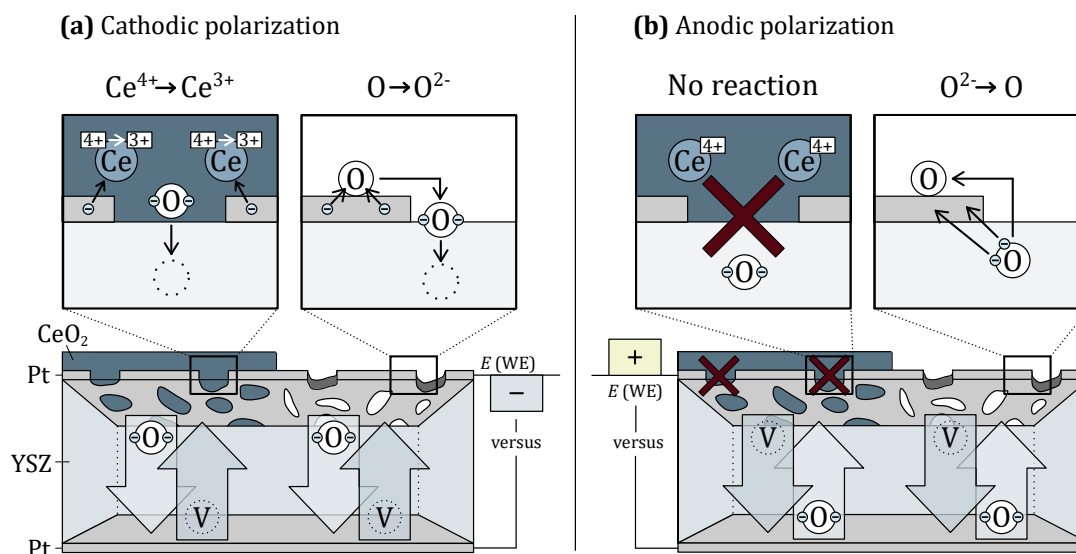 (a) Cathodic polarization
Ce4+→Ce3+
O→O2-
4+ → 3+
4+ → 3+
Ce
Ce
O
O
O
CeO2
Pt
YSZ
Pt
O
V
O
V
E (WE)
−
versus
(b) Anodic polarization
No reaction
O2-→ O
4+
4+
Ce
Ce
O
O
O
+
E (WE)
versus
V
O
V
O